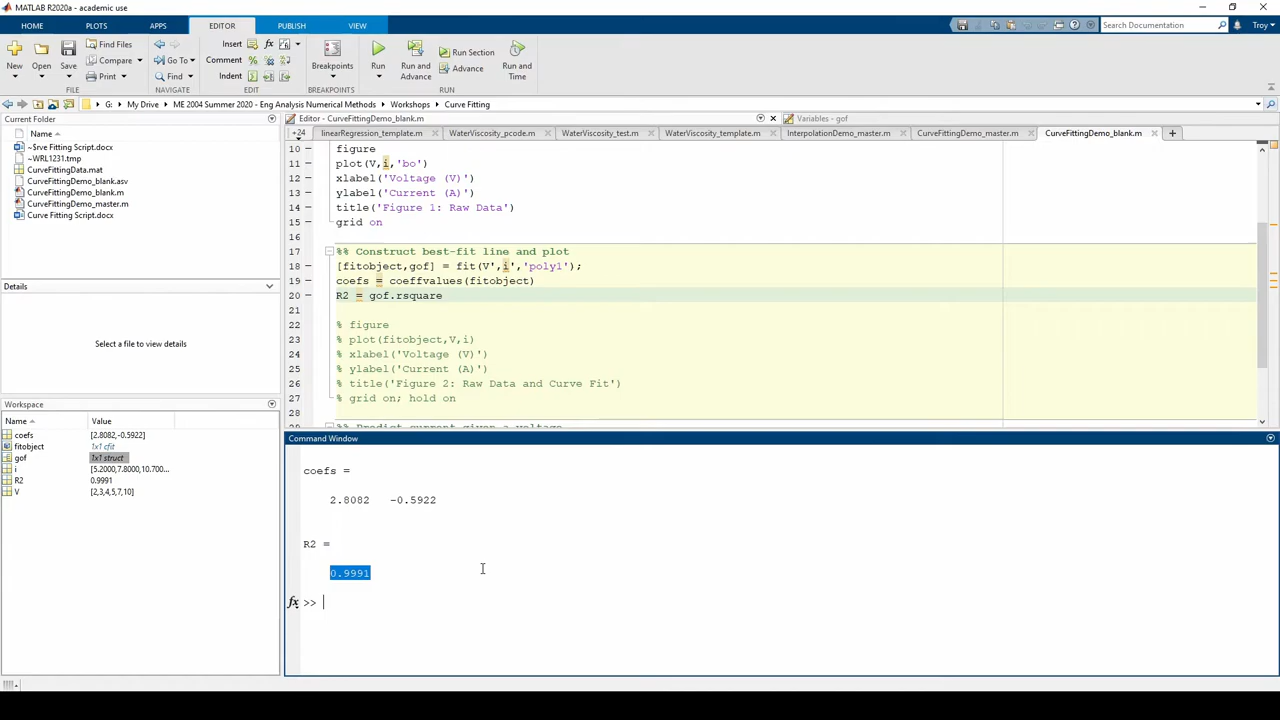 MATLAB R2020a - academic use
HOME PLOTS APPS EDITOR PUBLISH VIEW
Search Documentation
Troy
New Open Save
Find Files
Compare
Print
Go To
Find
Insert
Comment
Indent
Breakpoints
Run
Run and Advance
Run Section
Advance
Run and Time
FILE NAVIGATE EDIT BREAKPOINTS RUN
G: My Drive ME 2004 Summer 2020 - Eng Analysis Numerical Methods Workshops Curve Fitting
Current Folder
Name
~$rve Fitting Script.docx
~WRL1231.tmp
CurveFittingData.mat
CurveFittingDemo_blank.asv
CurveFittingDemo_blank.m
CurveFittingDemo_master.m
Curve Fitting Script.docx
Details
Select a file to view details
Workspace
Name Value
coefs [2.8082,-0.5922]
fitobject 1x1 cfit
gof 1x1 struct
i [5.2000,7.8000,10.700...
R2 0.9991
V [2,3,4,5,7,10]
Editor - CurveFittingDemo_blank.m
Variables - gof
+24 linearRegression_template.m WaterViscosity_pcode.m WaterViscosity_test.m WaterViscosity_template.m InterpolationDemo_master.m CurveFittingDemo_master.m CurveFittingDemo_blank.m
10 figure
11 plot(V,i,'bo')
12 xlabel('Voltage (V)')
13 ylabel('Current (A)')
14 title('Figure 1: Raw Data')
15 grid on
16
17 %% Construct best-fit line and plot
18 [fitobject,gof] = fit(V',i','poly1');
19 coefs = coeffvalues(fitobject)
20 R2 = gof.rsquare
21
22 % figure
23 % plot(fitobject,V,i)
24 % xlabel('Voltage (V)')
25 % ylabel('Current (A)')
26 % title('Figure 2: Raw Data and Curve Fit')
27 % grid on; hold on
28
%% Predict current given a voltage
Command Window
coefs =
2.8082 -0.5922
R2 =
0.9991
fx >>